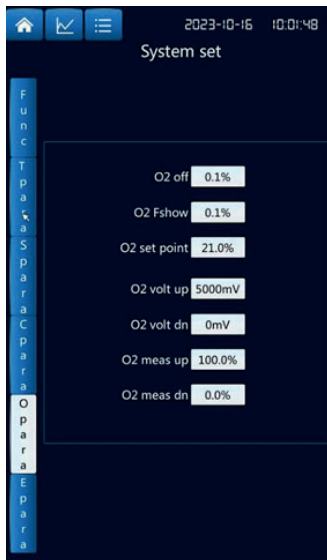 2023-10-16 10:01:48
System set
Func
Tpara
Spara
Cpara
Opara
Epara
O2 off 0.1%
O2 Fshow 0.1%
O2 set point 21.0%
O2 volt up 5000mV
O2 volt dn 0mV
O2 meas up 100.0%
O2 meas dn 0.0%